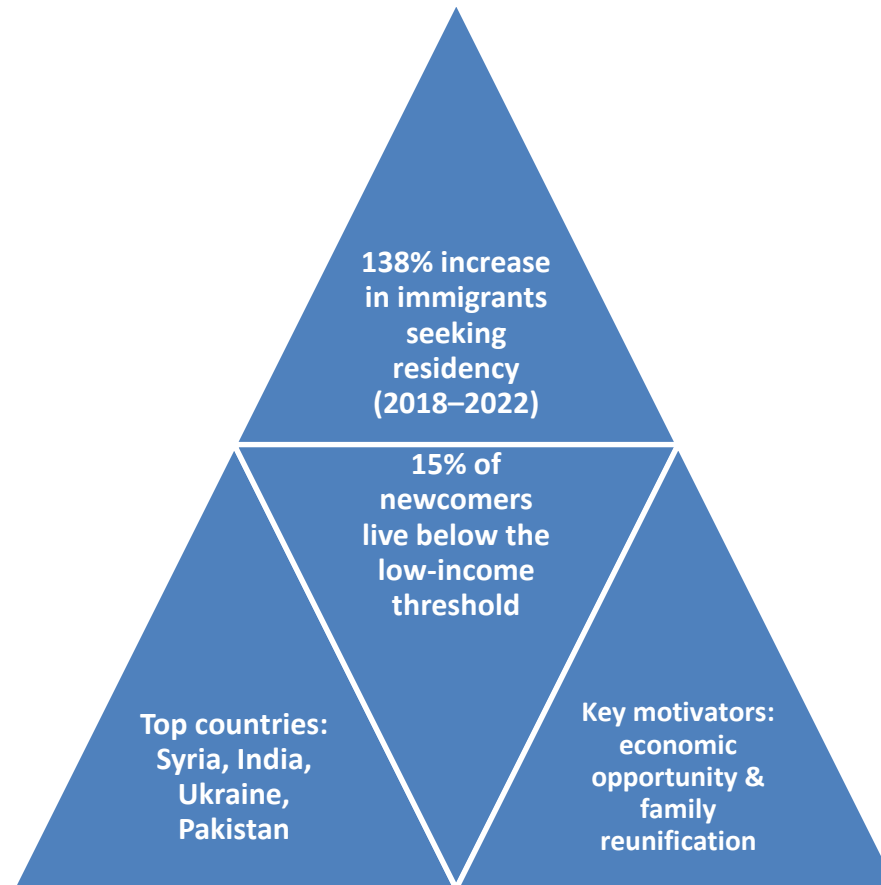 138% increase
in immigrants
seeking
residency
(2018–2022)
15% of
newcomers
live below the
low-income
threshold
Top countries:
Syria, India,
Ukraine,
Pakistan
Key motivators:
economic
opportunity &
family
reunification